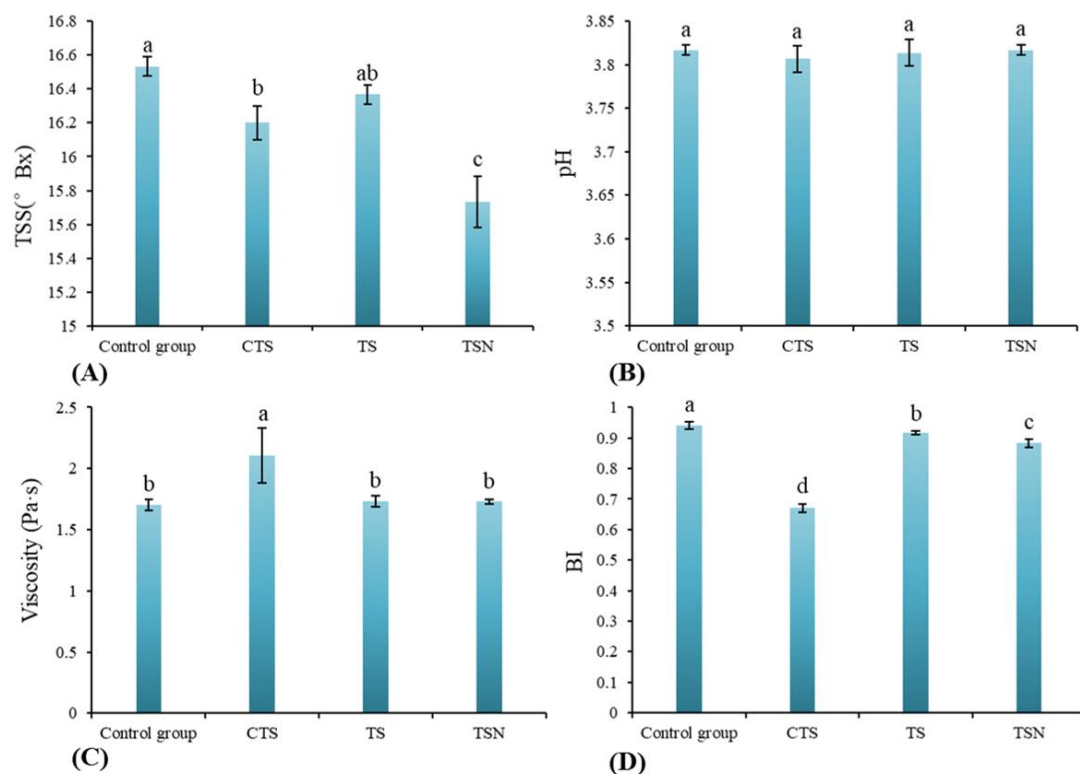 16.8
16.6
16.4
16.2
16
15.8
15.6
15.4
15.2
15
TSS(° Bx)
a
b
ab
c
Control group CTS TS TSN
(A)
3.85
3.8
3.75
3.7
3.65
3.6
3.55
3.5
pH
a a a a
Control group CTS TS TSN
(B)
2.5
2
1.5
1
0.5
0
Viscosity (Pa·s)
b
a
b
b
Control group CTS TS TSN
(C)
1
0.9
0.8
0.7
0.6
0.5
0.4
0.3
0.2
0.1
0
BI
a
d
b
c
Control group CTS TS TSN
(D)